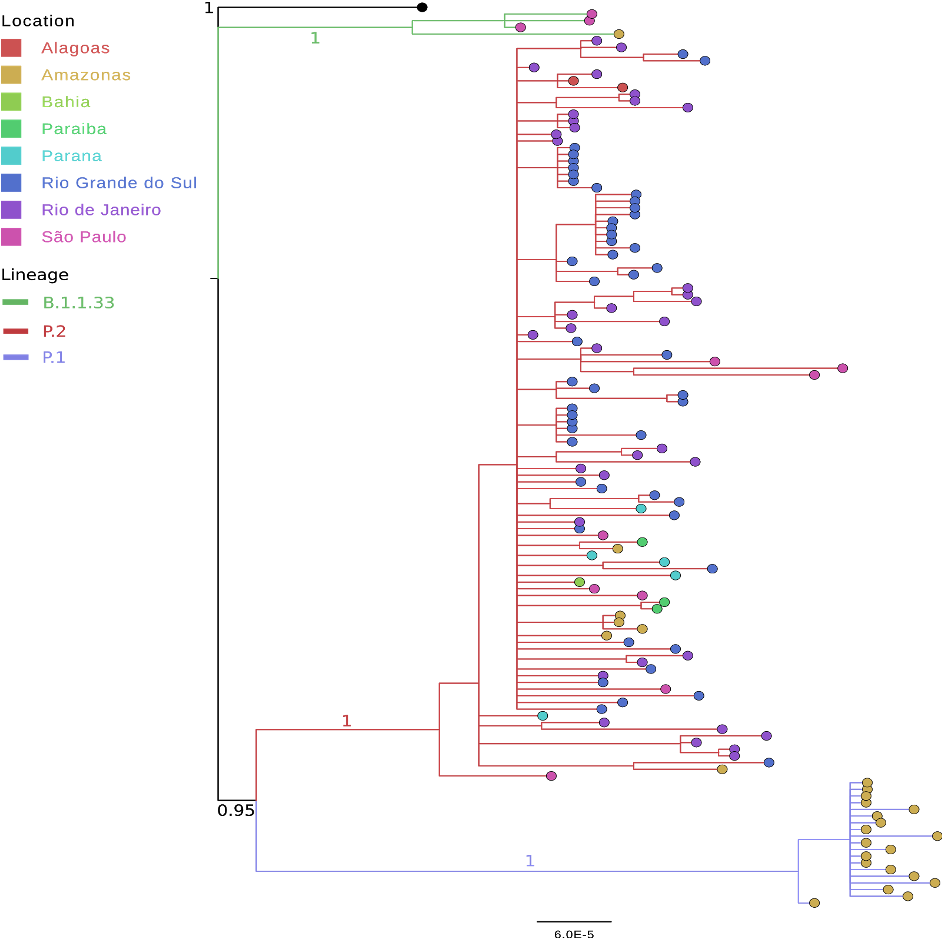 1
Location
1
Alagoas
Amazonas
Bahia
Paraiba
Parana
Rio Grande do Sul
Rio de Janeiro
São Paulo
Lineage
B.1.1.33
P.2
P.1
1
0.95
1
6.0E-5